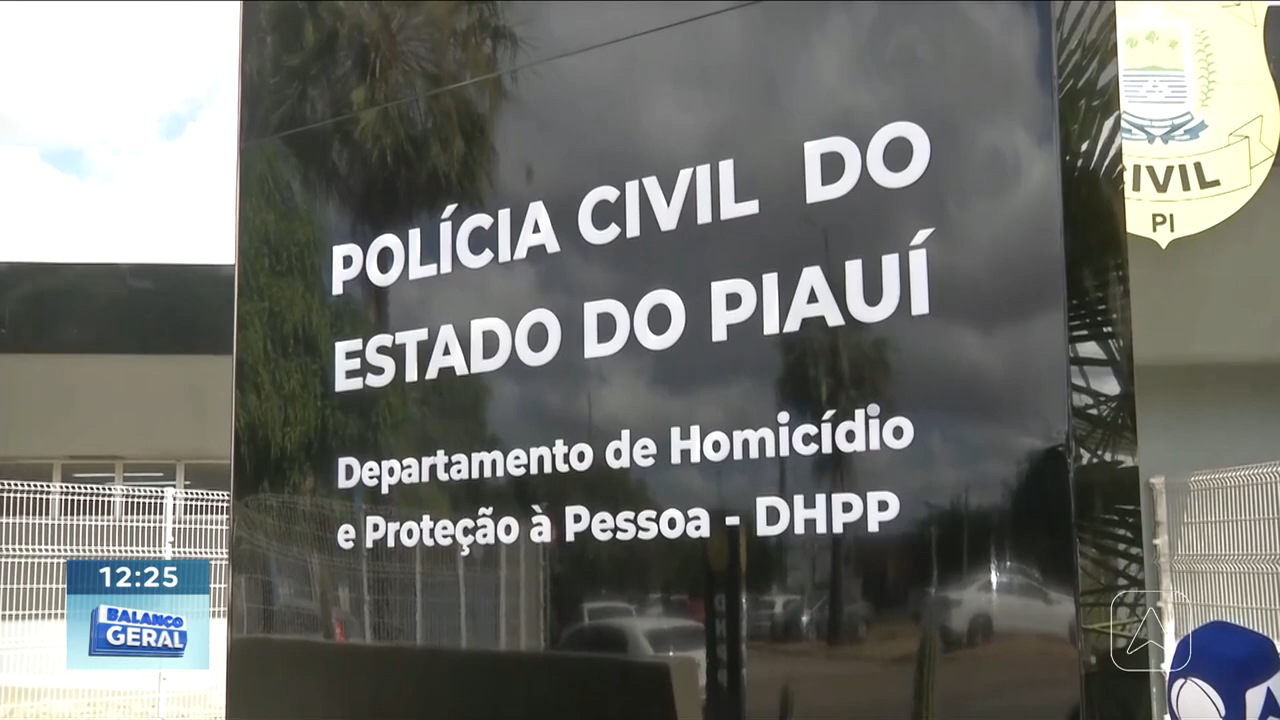 POLÍCIA CIVIL DO
ESTADO DO PIAUÍ
Departamento de Homicídio
e Proteção à Pessoa - DHPP
CIVIL
PI
12:25
BALANÇO
GERAL